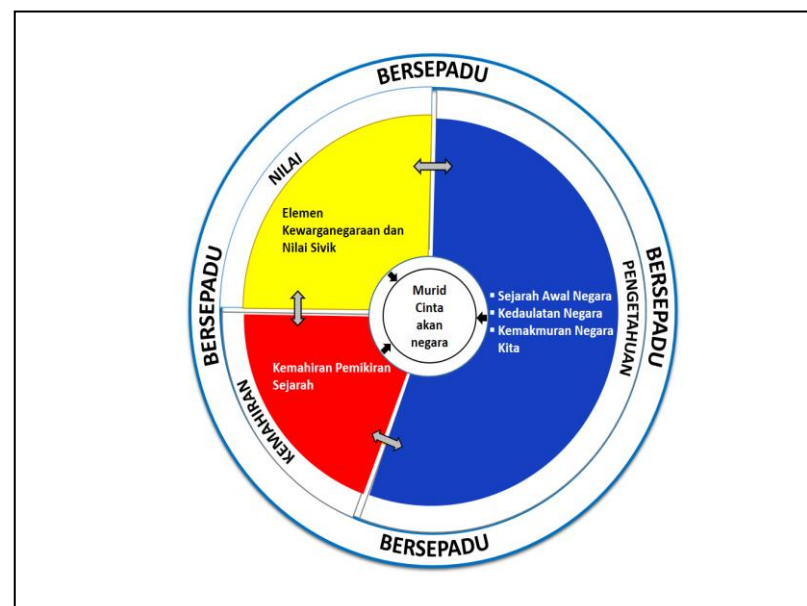 BERSEPADU
NILAI
Elemen
Kewarganegaraan dan
Nilai Sivik
BERSEPADU
Murid
Cinta
akan
negara
▪ Sejarah Awal Negara
▪ Kedaulatan Negara
▪ Kemakmuran Negara
Kita
PENGETAHUAN
BERSEPADU
Kemahiran Pemikiran
Sejarah
KEMAHIRAN
BERSEPADU